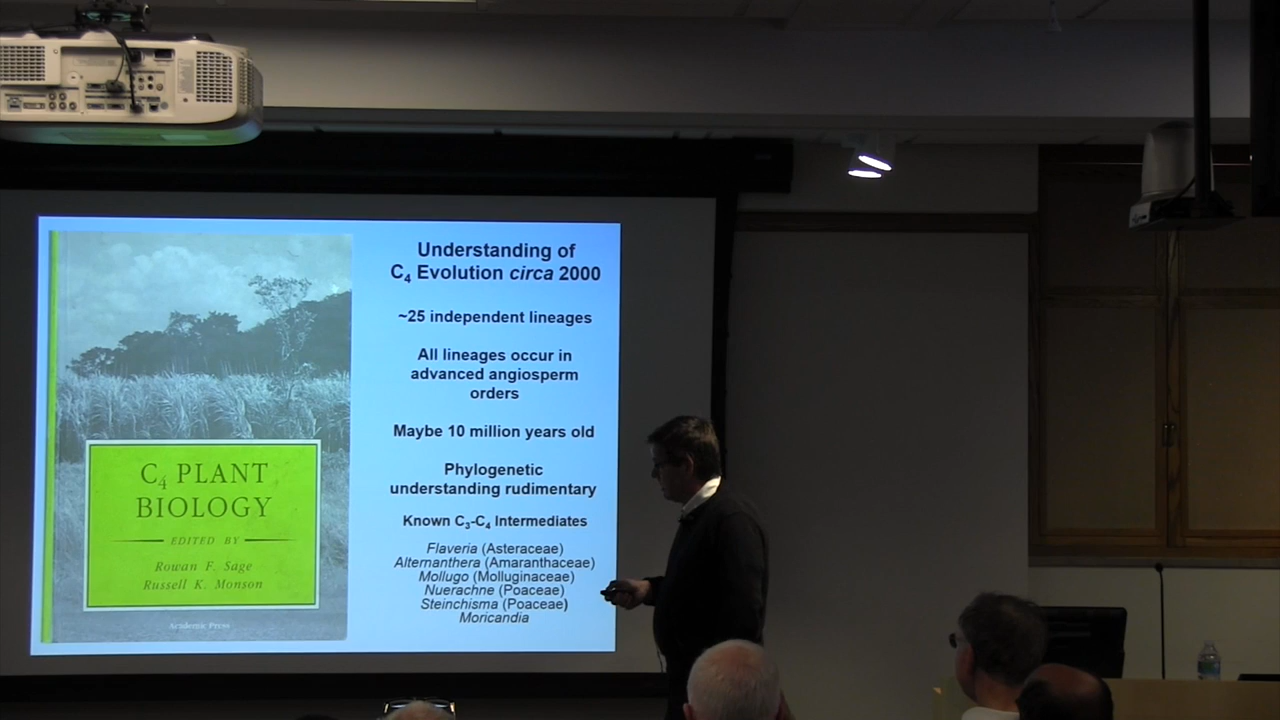 Understanding of
C₄ Evolution circa 2000
~25 independent lineages
All lineages occur in
advanced angiosperm
orders
Maybe 10 million years old
Phylogenetic
understanding rudimentary
Known C₃-C₄ Intermediates
Flaveria (Asteraceae)
Alternanthera (Amaranthaceae)
Mollugo (Molluginaceae)
Nuerachne (Poaceae)
Steinchisma (Poaceae)
Moricandia
C₄ PLANT
BIOLOGY
EDITED BY
Rowan F. Sage
Russell K. Monson
Academic Press